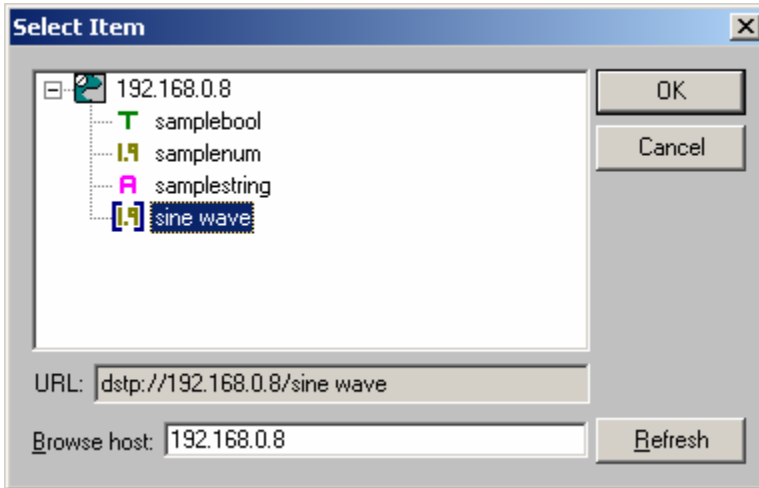 Select Item
192.168.0.8
samplebool
samplenum
samplestring
sine wave
OK
Cancel
URL: dstp://192.168.0.8/sine wave
Browse host: 192.168.0.8
Refresh